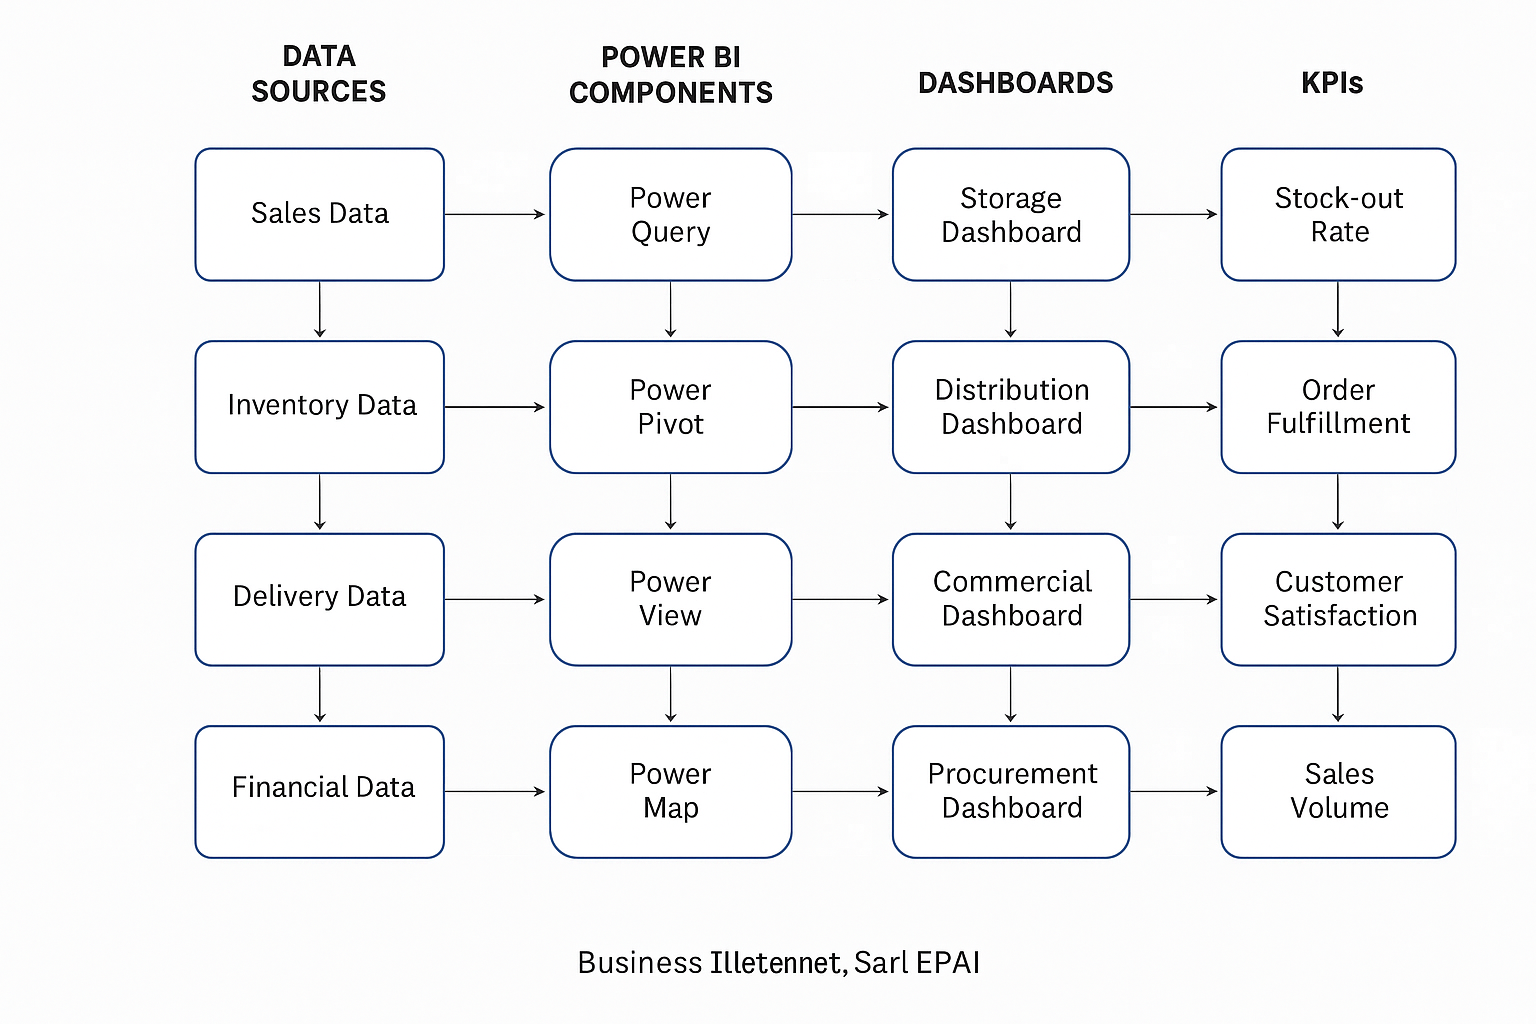 DATA
SOURCES
POWER BI
COMPONENTS
DASHBOARDS
KPIs
Sales Data
Power
Query
Storage
Dashboard
Stock-out
Rate
Inventory Data
Power
Pivot
Distribution
Dashboard
Order
Fulfillment
Delivery Data
Power
View
Commercial
Dashboard
Customer
Satisfaction
Financial Data
Power
Map
Procurement
Dashboard
Sales
Volume
Business Illetennet, Sarl EPAI